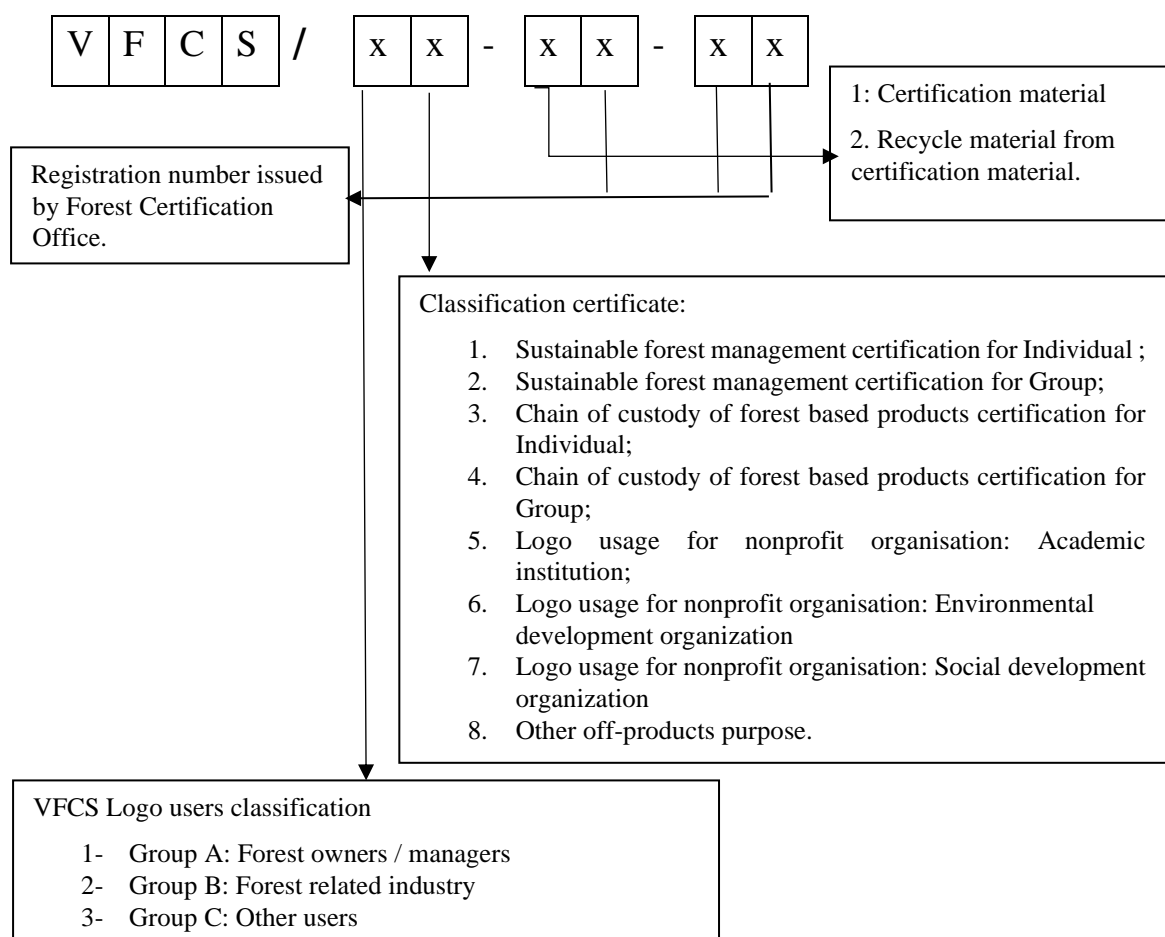 V F C S / x x - x x - x x
1: Certification material
2. Recycle material from
certification material.
Registration number issued
by Forest Certification
Office.
Classification certificate:
1. Sustainable forest management certification for Individual ;
2. Sustainable forest management certification for Group;
3. Chain of custody of forest based products certification for
Individual;
4. Chain of custody of forest based products certification for
Group;
5. Logo usage for nonprofit organisation: Academic
institution;
6. Logo usage for nonprofit organisation: Environmental
development organization
7. Logo usage for nonprofit organisation: Social development
organization
8. Other off-products purpose.
VFCS Logo users classification
1- Group A: Forest owners / managers
2- Group B: Forest related industry
3- Group C: Other users